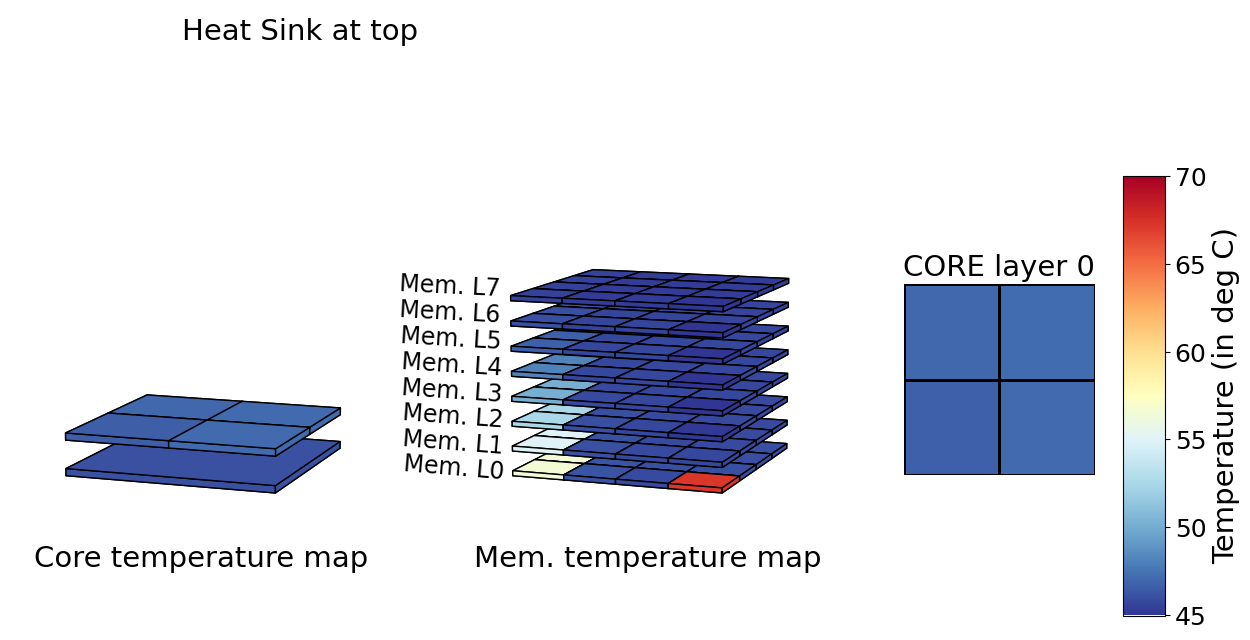 Heat Sink at top
Mem. L7
Mem. L6
Mem. L5
Mem. L4
Mem. L3
Mem. L2
Mem. L1
Mem. L0
Core temperature map
Mem. temperature map
CORE layer 0
70
65
60
55
50
45
Temperature (in deg C)